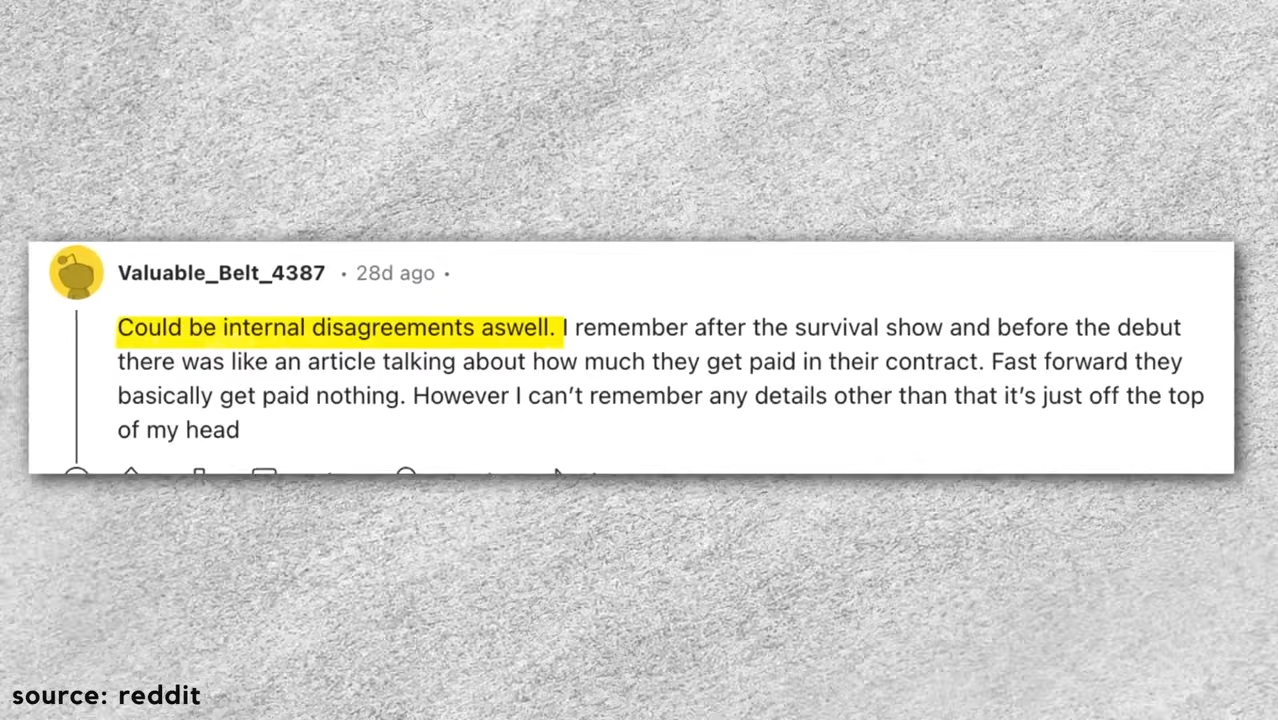 Valuable_Belt_4387 · 28d ago ·
Could be internal disagreements aswell. I remember after the survival show and before the debut
there was like an article talking about how much they get paid in their contract. Fast forward they
basically get paid nothing. However I can’t remember any details other than that it’s just off the top
of my head
source: reddit